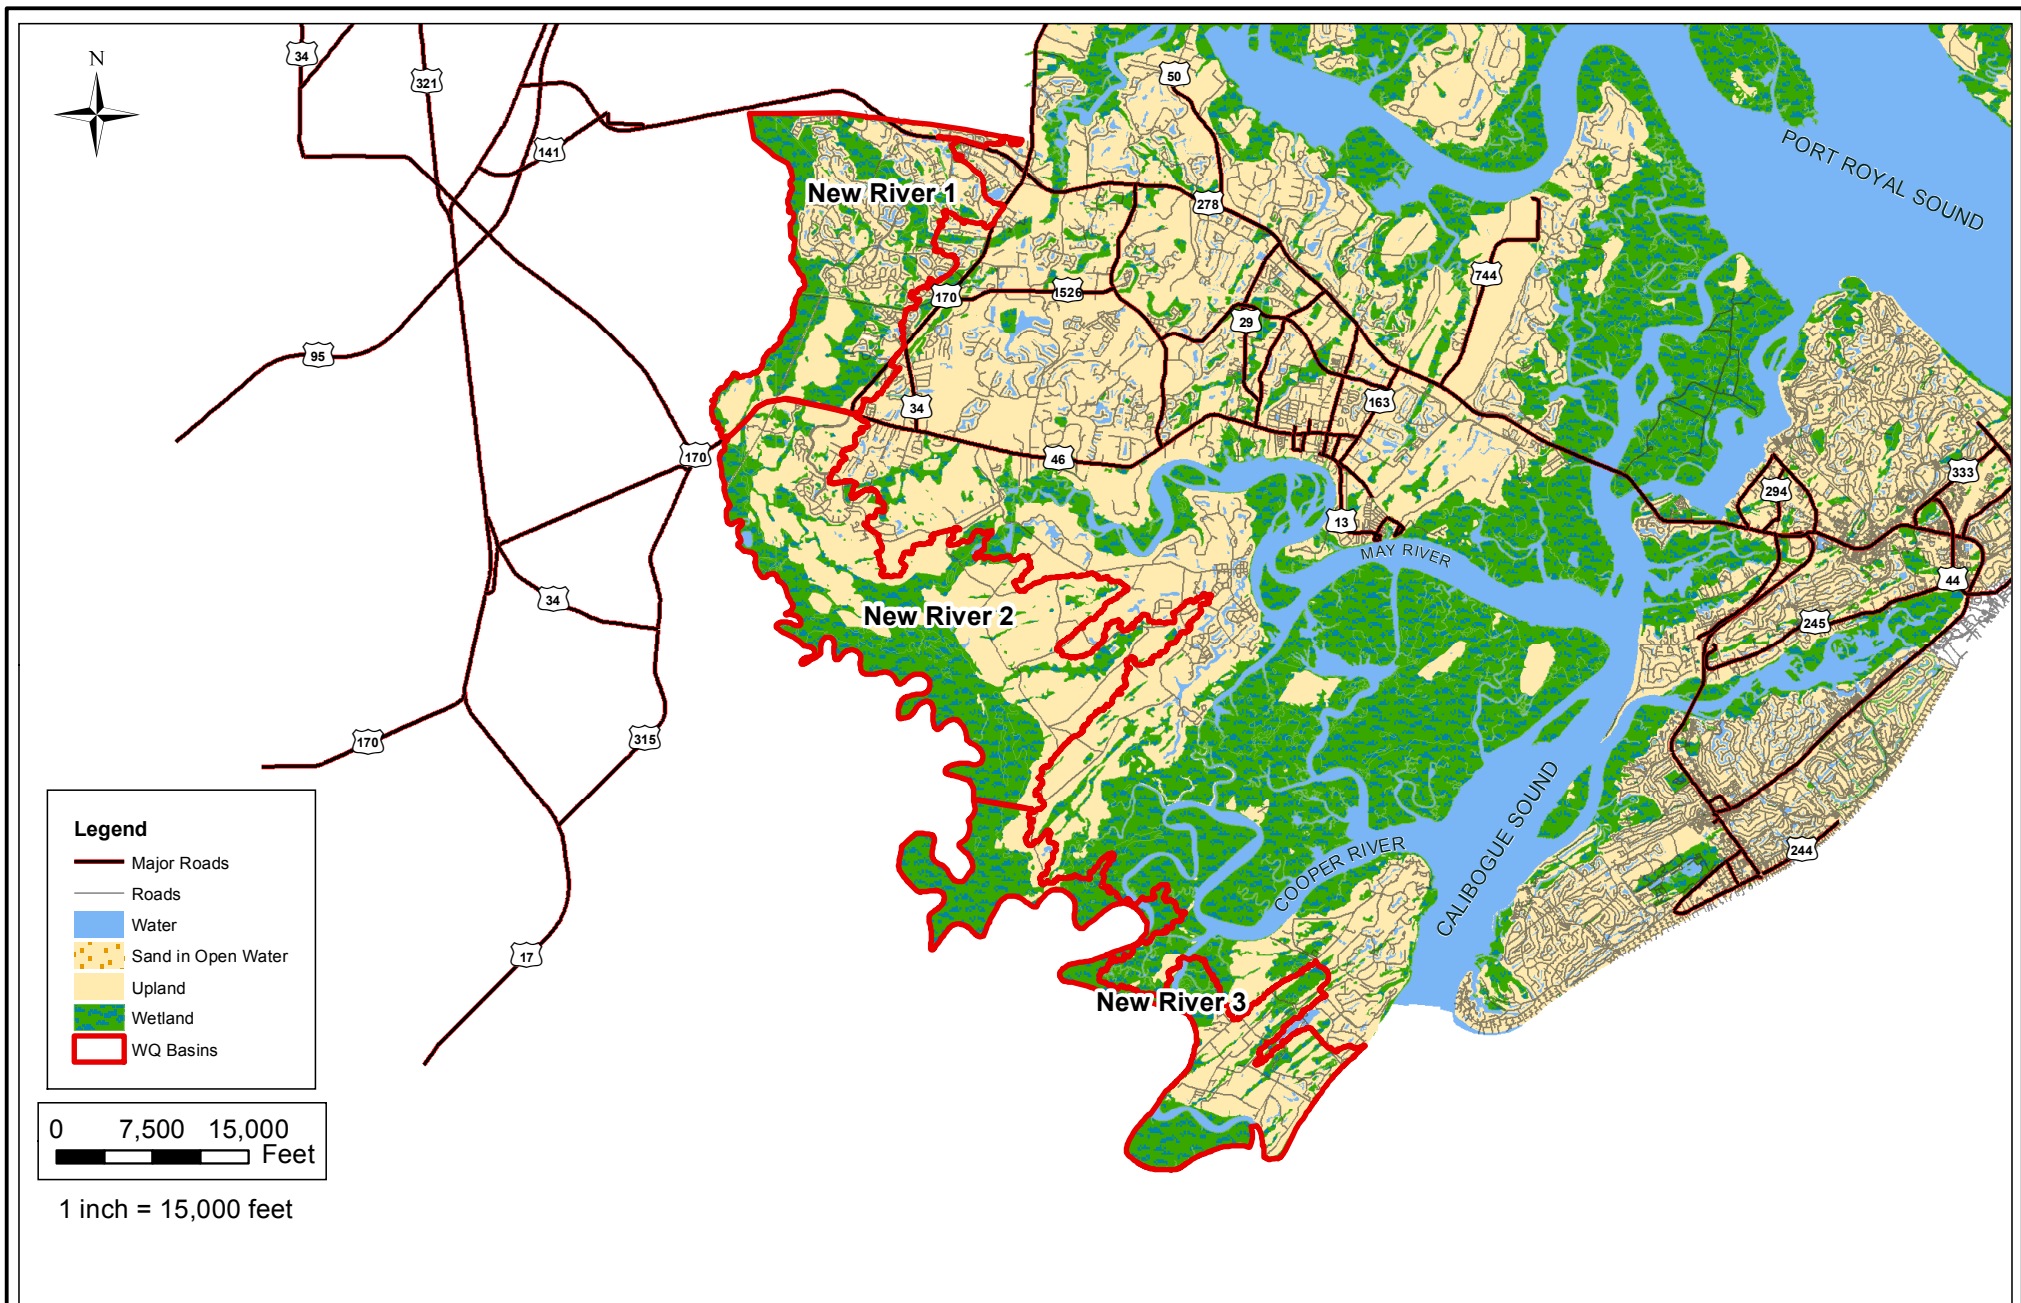 N
34
321
50
141
PORT ROYAL SOUND
New River 1
278
744
170
1526
29
95
34
163
170
46
333
294
13
MAY RIVER
44
34
New River 2
245
170
315
CALIBOGUE SOUND
COOPER RIVER
244
17
New River 3
Legend
Major Roads
Roads
Water
Sand in Open Water
Upland
Wetland
WQ Basins
0 7,500 15,000
Feet
1 inch = 15,000 feet